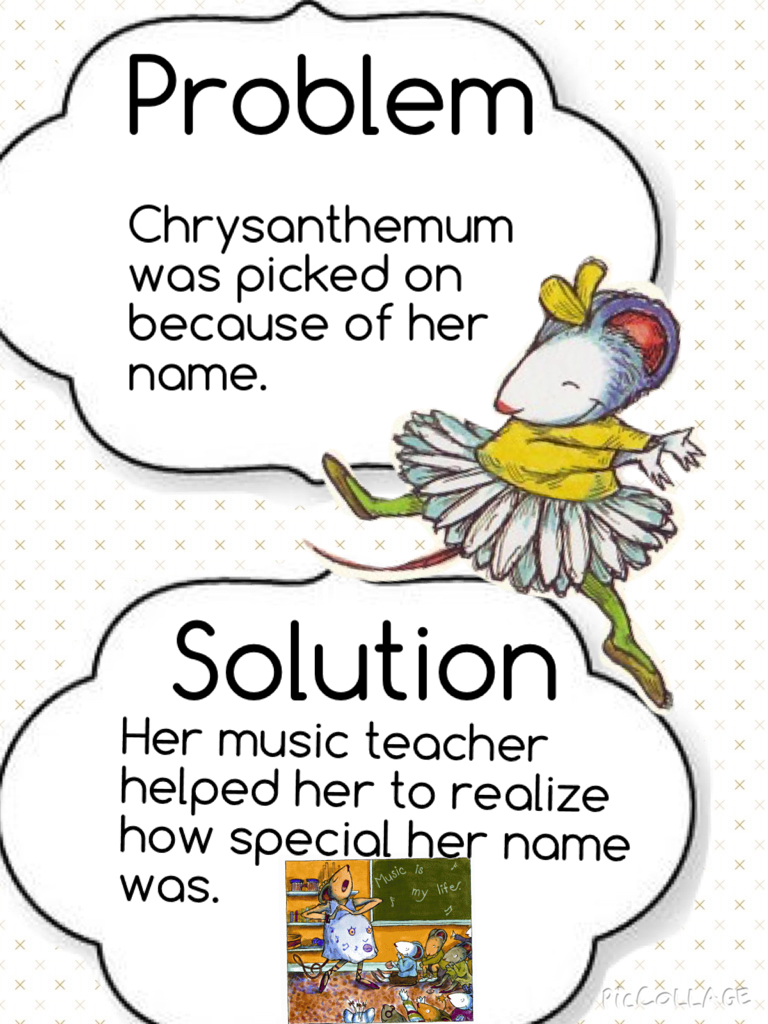 Problem
Chrysanthemum
was picked on
because of her
name.
Solution
Her music teacher
helped her to realize
how special her name
was.
Music is
my life!
PICCOLLAGE